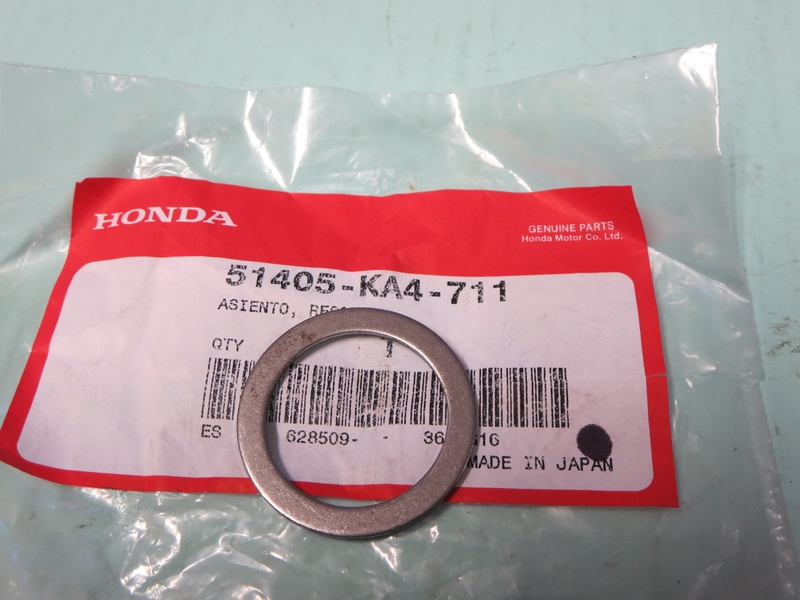 HONDA
GENUINE PARTS
Honda Motor Co. Ltd.
51405-KA4-711
ASIENTO,
QTY 1
ES 628509- -
MADE IN JAPAN